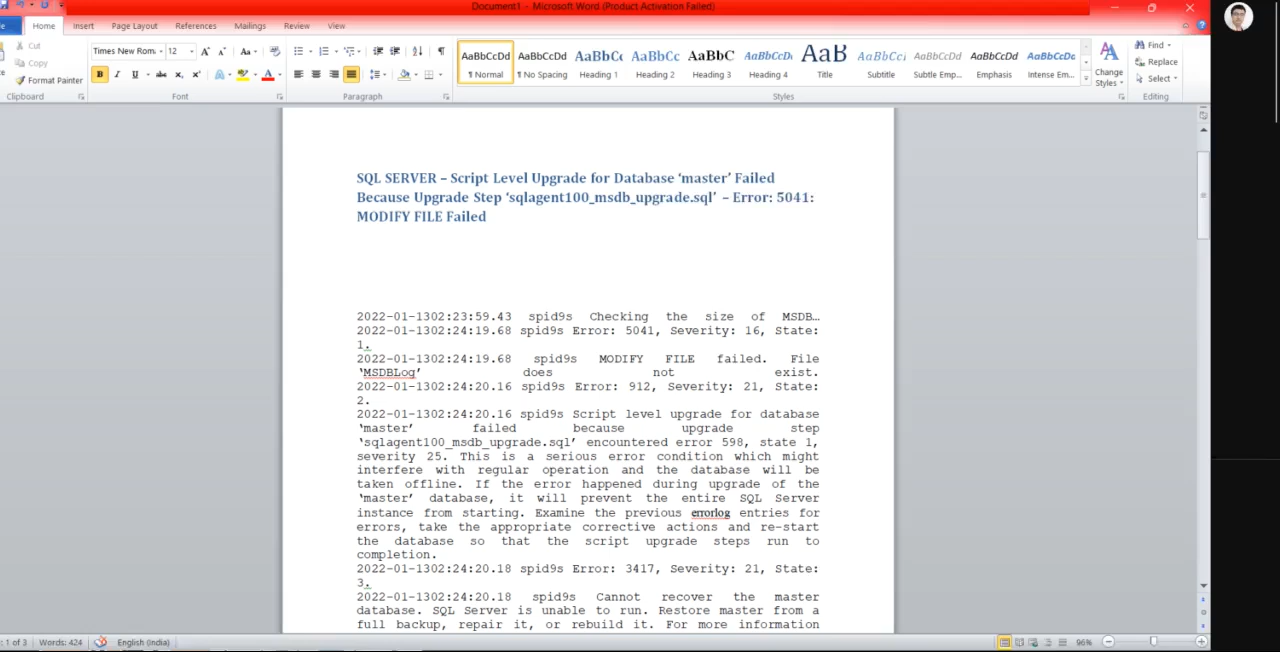 Document1 - Microsoft Word (Product Activation Failed)
Home Insert Page Layout References Mailings Review View
Cut
Copy
Format Painter
Clipboard
Times New Rom 12
Font
Paragraph
AaBbCcDd AaBbCcDd AaBbCc AaBbCc AaBbC AaBbCcDı AaB AaBbCcI AaBbCcDd AaBbCcDd AaBbCcDd
¶ Normal ¶ No Spacing Heading 1 Heading 2 Heading 3 Heading 4 Title Subtitle Subtle Emp... Emphasis Intense Em...
Styles
Change
Styles
Find
Replace
Select
Editing
SQL SERVER – Script Level Upgrade for Database ‘master’ Failed
Because Upgrade Step ‘sqlagent100_msdb_upgrade.sql’ – Error: 5041:
MODIFY FILE Failed
2022-01-1302:23:59.43 spid9s Checking the size of MSDB…
2022-01-1302:24:19.68 spid9s Error: 5041, Severity: 16, State:
1.
2022-01-1302:24:19.68 spid9s MODIFY FILE failed. File
‘MSDBLog’ does not exist.
2022-01-1302:24:20.16 spid9s Error: 912, Severity: 21, State:
2.
2022-01-1302:24:20.16 spid9s Script level upgrade for database
‘master’ failed because upgrade step
‘sqlagent100_msdb_upgrade.sql’ encountered error 598, state 1,
severity 25. This is a serious error condition which might
interfere with regular operation and the database will be
taken offline. If the error happened during upgrade of the
‘master’ database, it will prevent the entire SQL Server
instance from starting. Examine the previous errorlog entries for
errors, take the appropriate corrective actions and re-start
the database so that the script upgrade steps run to
completion.
2022-01-1302:24:20.18 spid9s Error: 3417, Severity: 21, State:
3.
2022-01-1302:24:20.18 spid9s Cannot recover the master
database. SQL Server is unable to run. Restore master from a
full backup, repair it, or rebuild it. For more information
: 1 of 3 Words: 424 English (India) 96%